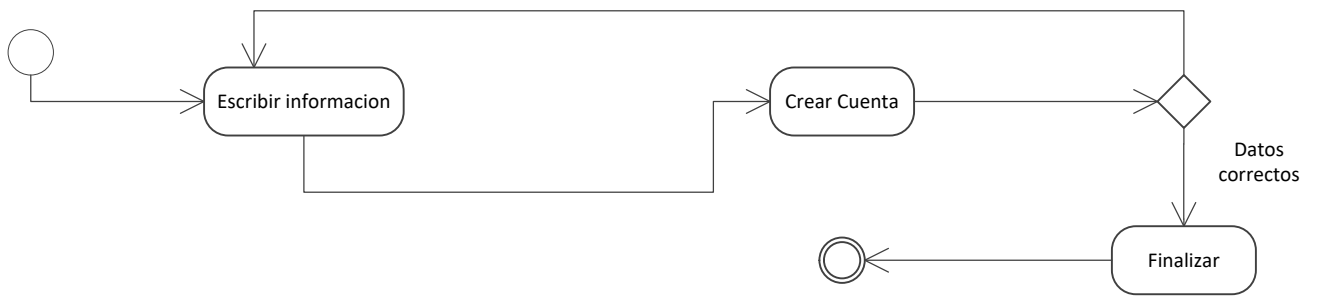 Escribir informacion
Crear Cuenta
Datos
correctos
Finalizar